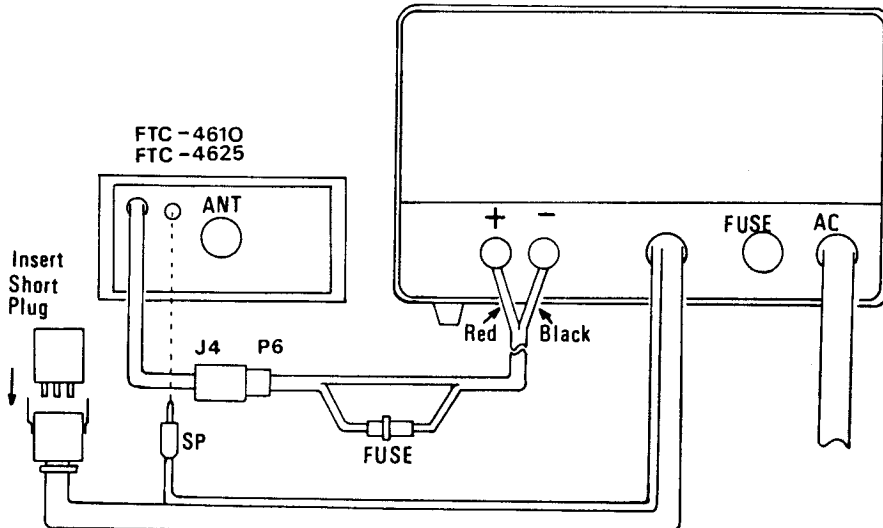 FTC-4610
FTC-4625
ANT
Insert
Short
Plug
+ -
FUSE
AC
Red
Black
J4
P6
SP
FUSE